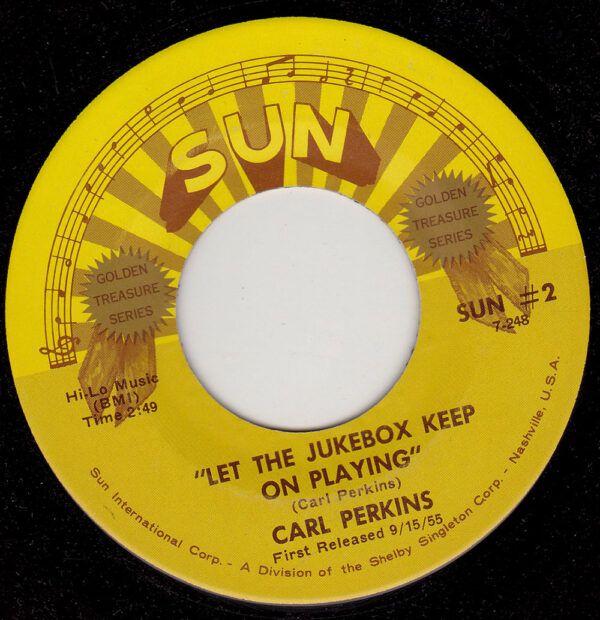 SUN
GOLDEN
TREASURE
SERIES
GOLDEN
TREASURE
SERIES
SUN #2
7-248
Hi-Lo Music
(BMI)
Time 2:49
"LET THE JUKEBOX KEEP
ON PLAYING"
(Carl Perkins)
CARL PERKINS
First Released 9/15/55
Sun International Corp. - A Division of the Shelby Singleton Corp. - Nashville, U.S.A.